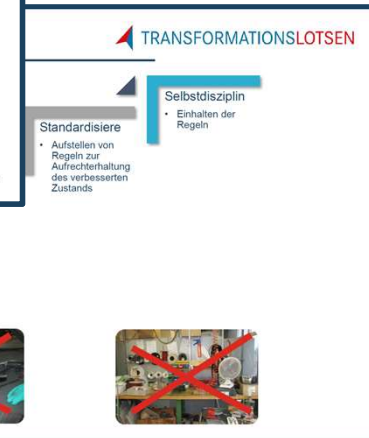 TRANSFORMATIONSLOTSEN
Selbstdisziplin
• Einhalten der
Regeln
Standardisiere
• Aufstellen von
Regeln zur
Aufrechterhaltung
des verbesserten
Zustands